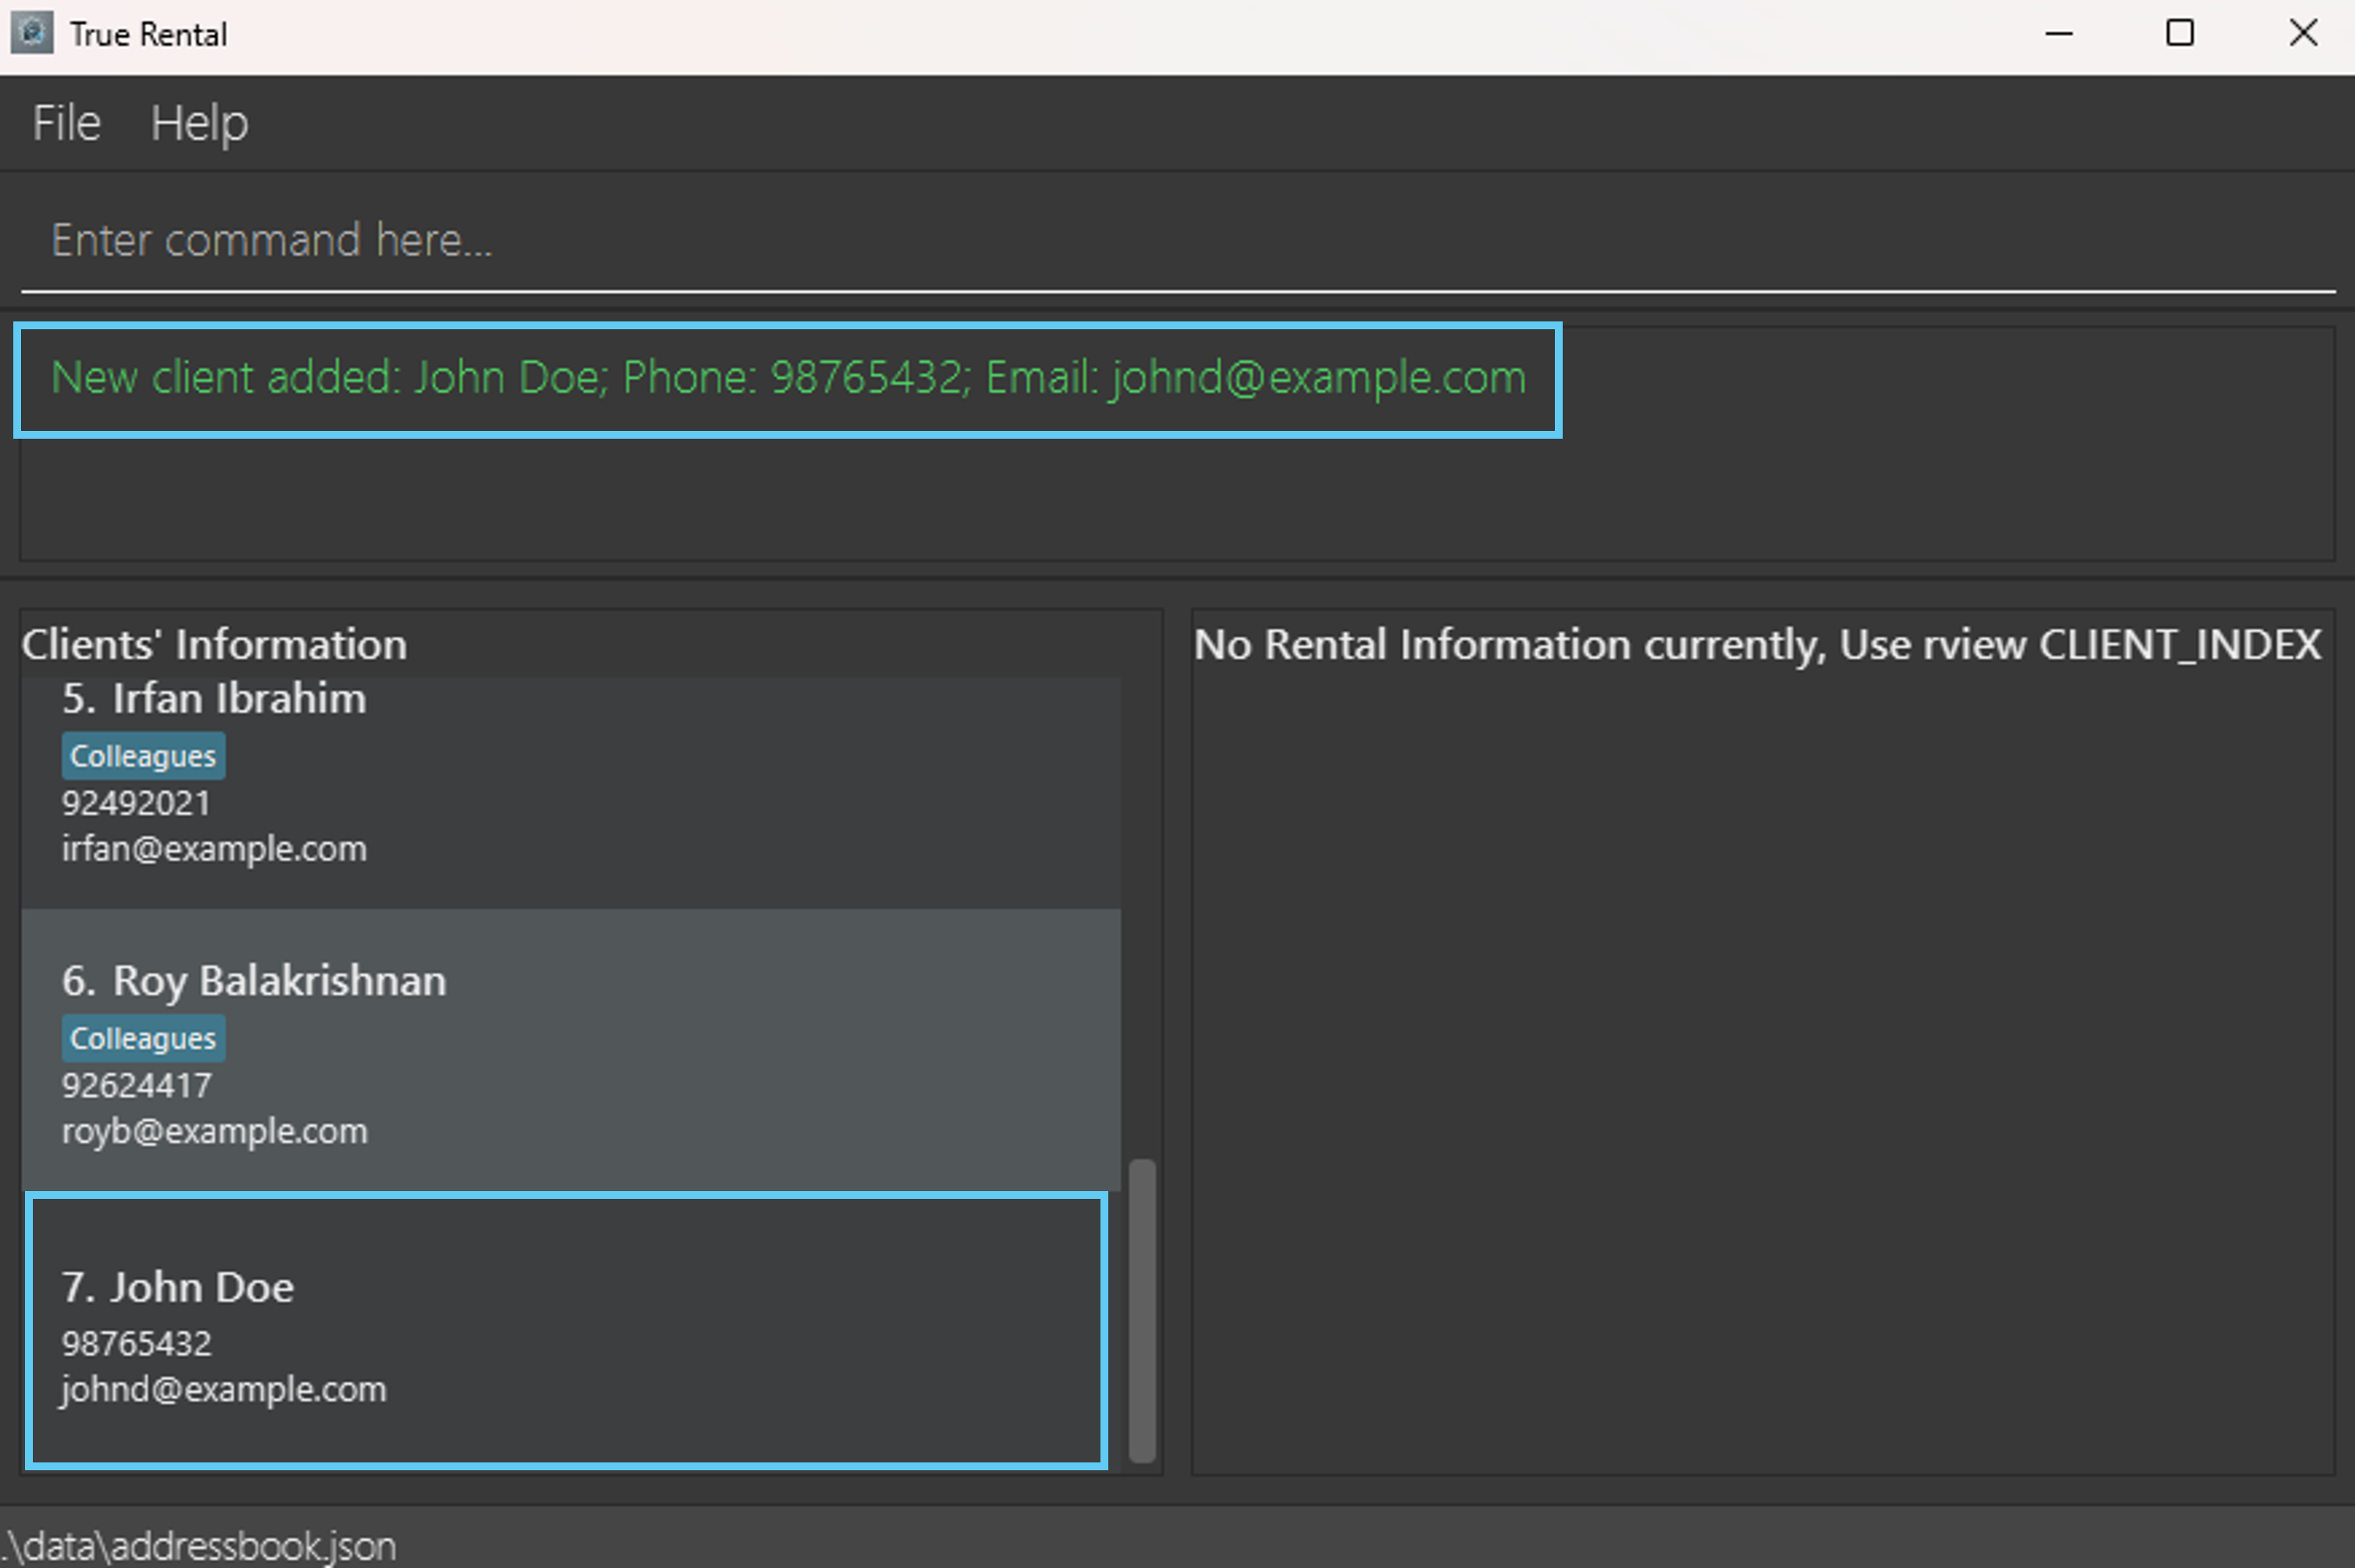 True Rental
File Help
Enter command here...
New client added: John Doe; Phone: 98765432; Email: johnd@example.com
Clients' Information
5. Irfan Ibrahim
Colleagues
92492021
irfan@example.com
6. Roy Balakrishnan
Colleagues
92624417
royb@example.com
7. John Doe
98765432
johnd@example.com
No Rental Information currently, Use rview CLIENT_INDEX
.\data\addressbook.json